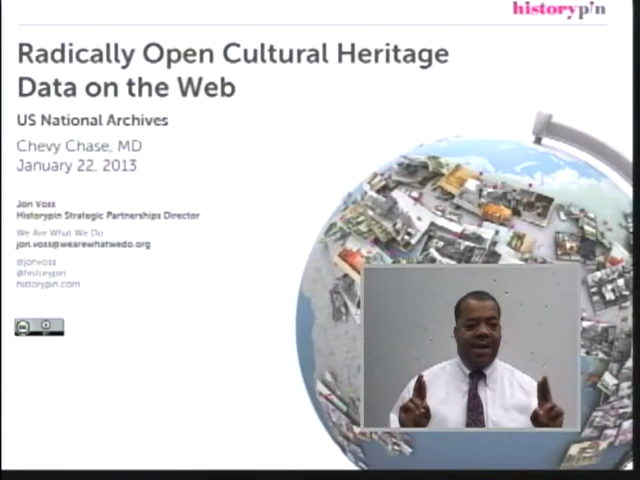 historypin
Radically Open Cultural Heritage
Data on the Web
US National Archives
Chevy Chase, MD
January 22, 2013
Jon Voss
Historypin Strategic Partnerships Director
We Are What We Do
jon.voss@wearewhatwedo.org
@jonvoss
@historypin
historypin.com